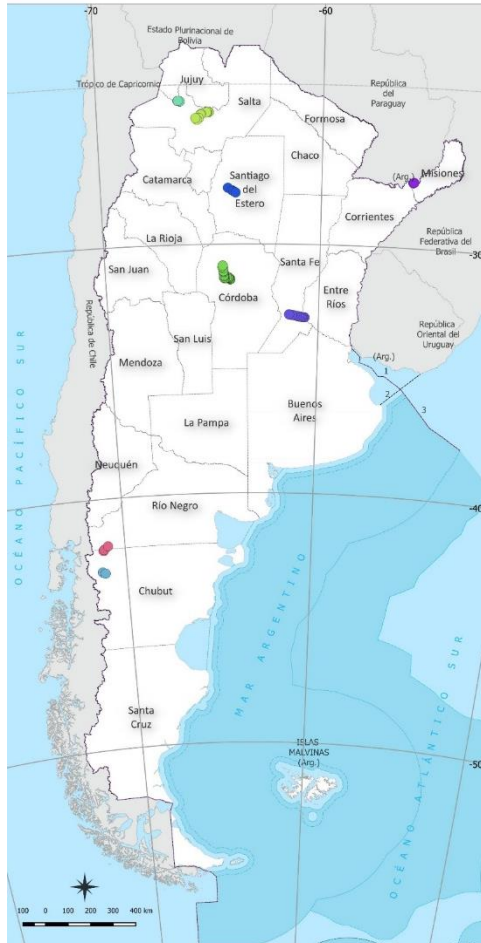 -70
-60
Estado Plurinacional de
Bolivia
Jujuy
Trópico de Capricornio
Salta
República
del
Paraguay
Formosa
Chaco
(Arg.)
Misiones
Catamarca
Santiago
del
Estero
Corrientes
La Rioja
República
Federativa del
Brasil
-30
Santa Fe
San Juan
Entre
Ríos
Córdoba
República de Chile
República
Oriental del
Uruguay
San Luis
Mendoza
(Arg.)
1
2
3
Buenos
Aires
La Pampa
Neuquén
OCÉANO PACÍFICO SUR
Río Negro
-40
Chubut
MAR ARGENTINO
OCÉANO ATLÁNTICO SUR
Santa
Cruz
ISLAS
MALVINAS
(Arg.)
-50
100 0 100 200 300 400 km